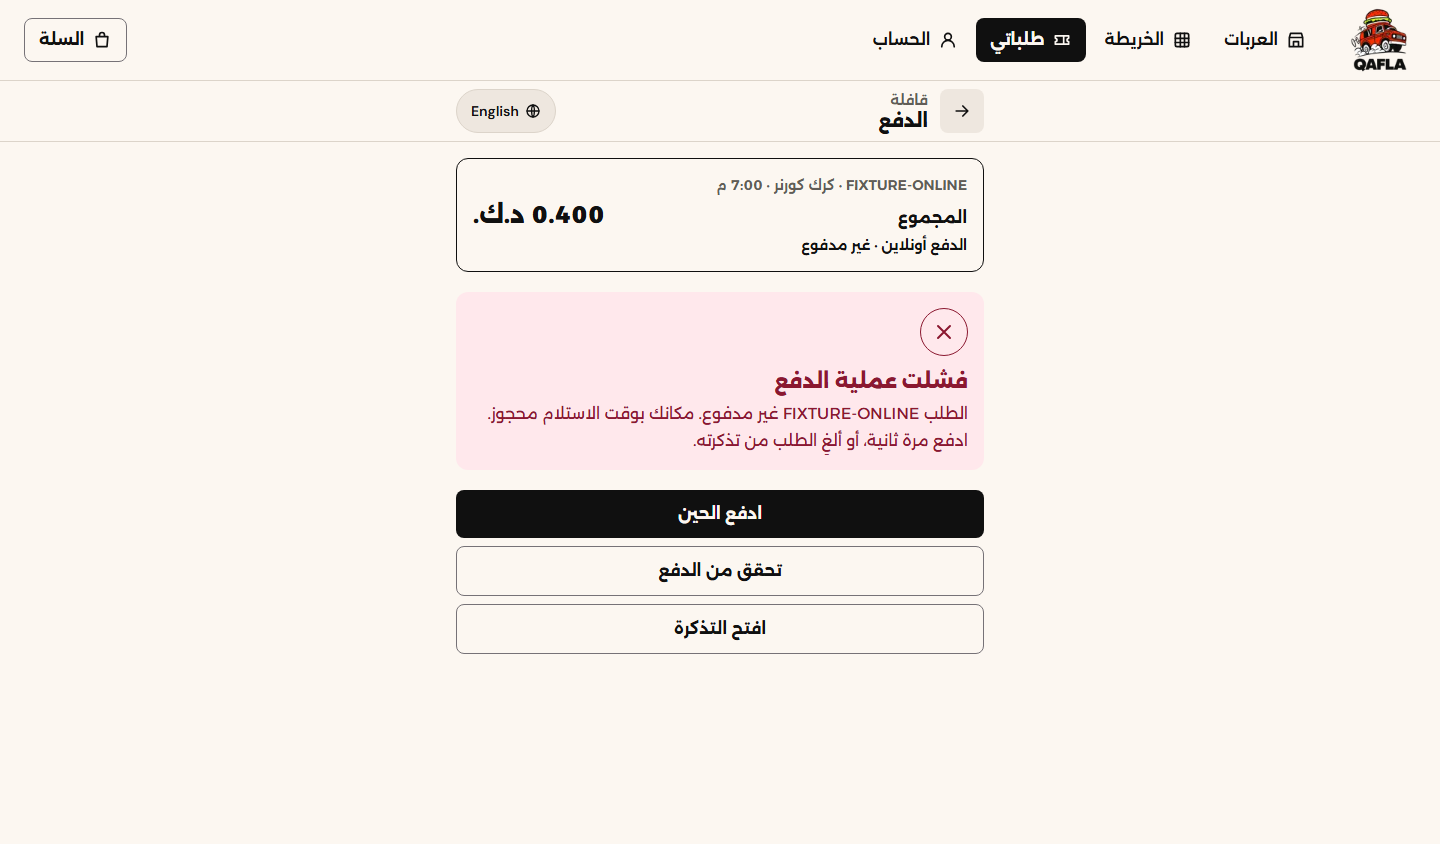 QAFLA
العربات
الخريطة
طلباتي
الحساب
السلة
قافلة
الدفع
English
FIXTURE-ONLINE · كرك كورنر · 7:00 م
المجموع
0.400 د.ك.
الدفع أونلاين · غير مدفوع
فشلت عملية الدفع
الطلب FIXTURE-ONLINE غير مدفوع. مكانك بوقت الاستلام محجوز.
ادفع مرة ثانية، أو ألغِ الطلب من تذكرته.
ادفع الحين
تحقق من الدفع
افتح التذكرة